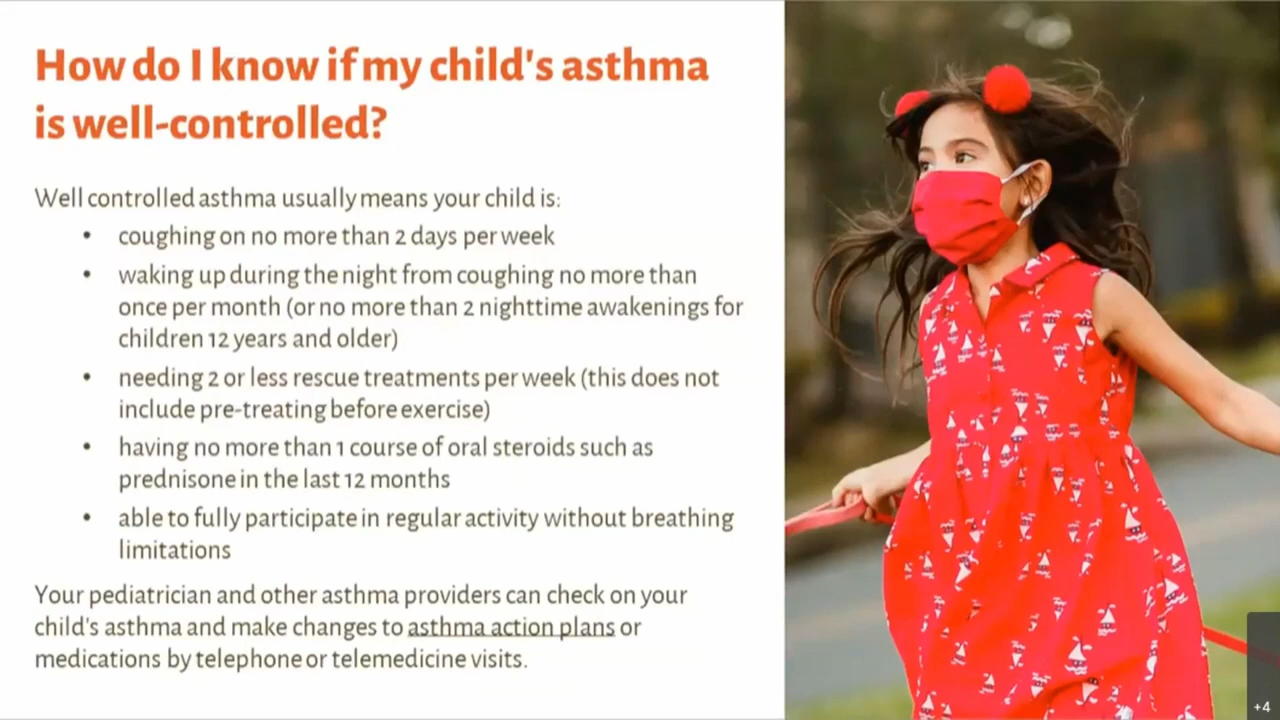 How do I know if my child's asthma
is well-controlled?
Well controlled asthma usually means your child is:
• coughing on no more than 2 days per week
• waking up during the night from coughing no more than
once per month (or no more than 2 nighttime awakenings for
children 12 years and older)
• needing 2 or less rescue treatments per week (this does not
include pre-treating before exercise)
• having no more than 1 course of oral steroids such as
prednisone in the last 12 months
• able to fully participate in regular activity without breathing
limitations
Your pediatrician and other asthma providers can check on your
child's asthma and make changes to asthma action plans or
medications by telephone or telemedicine visits.
+4